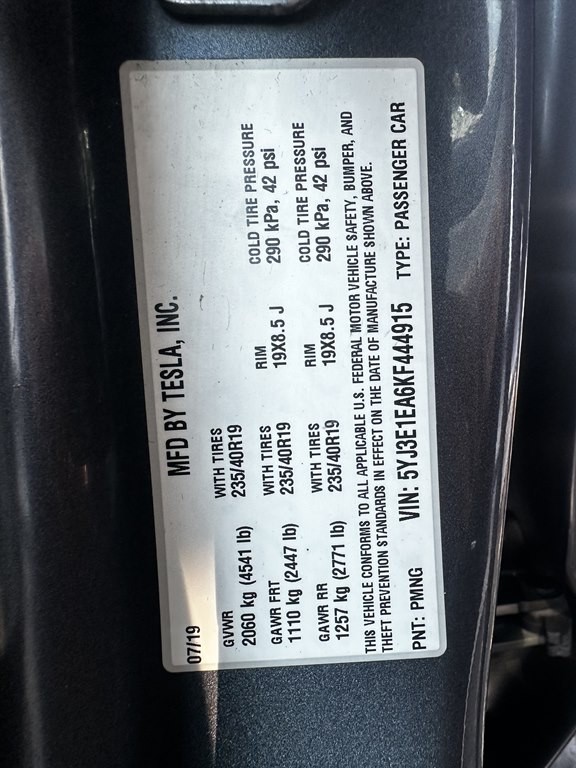 MFD BY TESLA, INC.
07/19
GVWR WITH TIRES
2060 kg (4541 lb) 235/40R19
GAWR FRT WITH TIRES RIM COLD TIRE PRESSURE
1110 kg (2447 lb) 235/40R19 19X8.5 J 290 kPa, 42 psi
GAWR RR WITH TIRES RIM COLD TIRE PRESSURE
1257 kg (2771 lb) 235/40R19 19X8.5 J 290 kPa, 42 psi
THIS VEHICLE CONFORMS TO ALL APPLICABLE U.S. FEDERAL MOTOR VEHICLE SAFETY, BUMPER, AND
THEFT PREVENTION STANDARDS IN EFFECT ON THE DATE OF MANUFACTURE SHOWN ABOVE.
PNT: PMNG VIN: 5YJ3E1EA6KF444915 TYPE: PASSENGER CAR